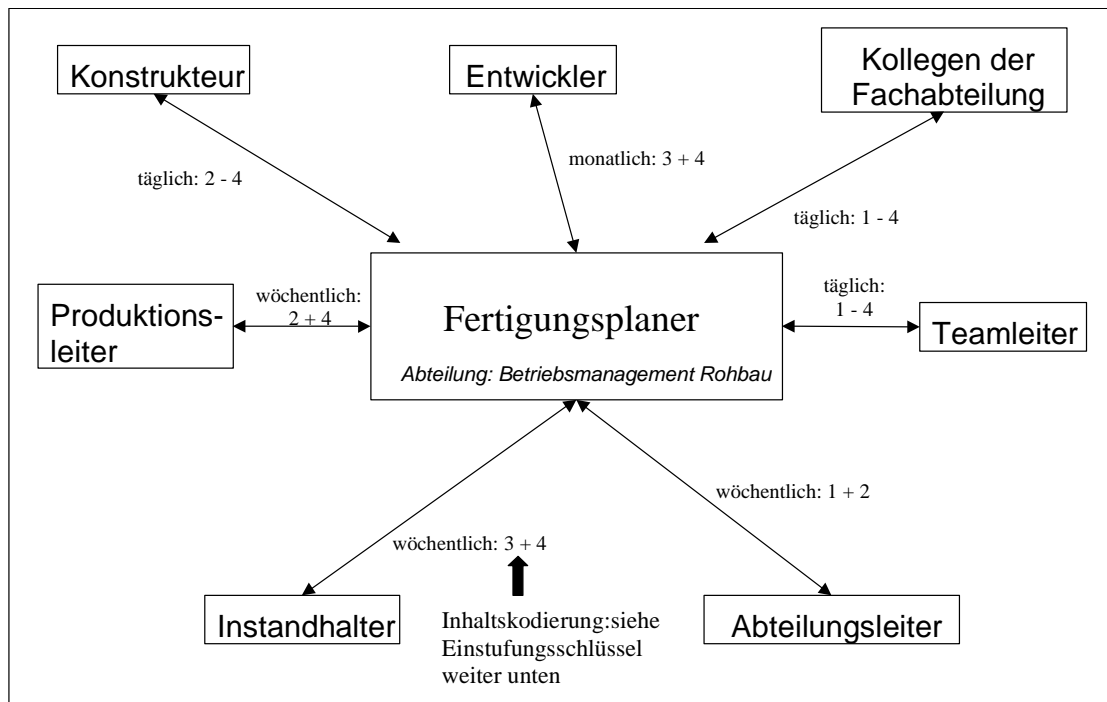 Konstrukteur
Entwickler
Kollegen der
Fachabteilung
täglich: 2 - 4
monatlich: 3 + 4
täglich: 1 - 4
Produktions-
leiter
wöchentlich:
2 + 4
Fertigungsplaner
Abteilung: Betriebsmanagement Rohbau
täglich:
1 - 4
Teamleiter
wöchentlich: 1 + 2
wöchentlich: 3 + 4
Instandhalter
Inhaltskodierung:siehe
Einstufungsschlüssel
weiter unten
Abteilungsleiter